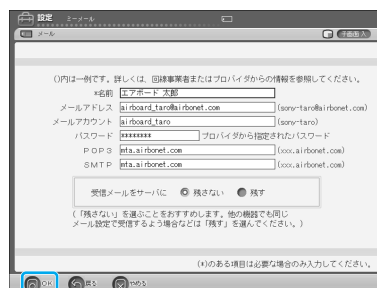 設定 Eーメール
メール 子画面 入
()内は一例です。詳しくは、回線事業者またはプロバイダからの情報を参照してください。
*名前 エアボード 太郎
メールアドレス airboard_taro@airbonet.com (sony-taro@airbonet.com)
メールアカウント airboard_taro (sony-taro)
パスワード ******** プロバイダから指定されたパスワード
POP3 mta.airbonet.com (xxx.airbonet.com)
SMTP mta.airbonet.com (xxx.airbonet.com)
受信メールをサーバに 残さない 残す
(「残さない」を選ぶことをおすすめします。他の機器でも同じ
メール設定で受信するよう場合などは「残す」を選んでください。)
(*)のある項目は必要な場合のみ入力してください。
OK 戻る やめる